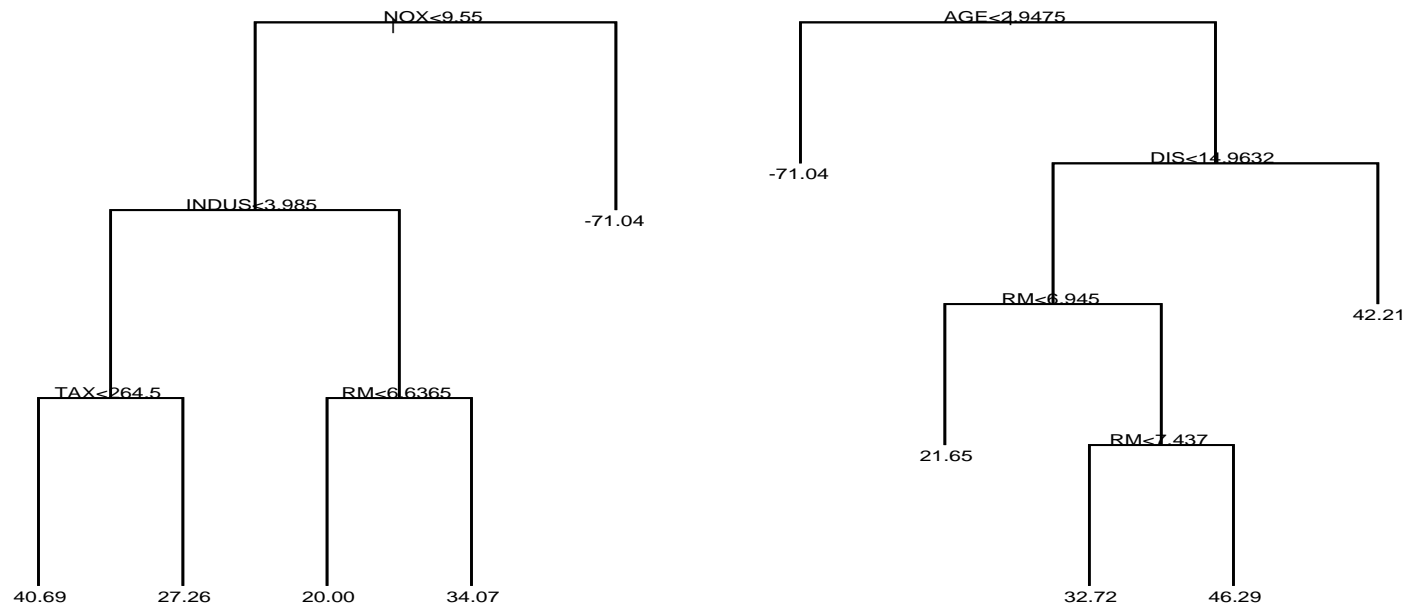 NOX<9.55
INDUS<3.985
-71.04
TAX<264.5
RM<6.6365
40.69
27.26
20.00
34.07
AGE<2.9475
-71.04
DIS<14.9632
RM<6.945
42.21
21.65
RM<7.437
32.72
46.29